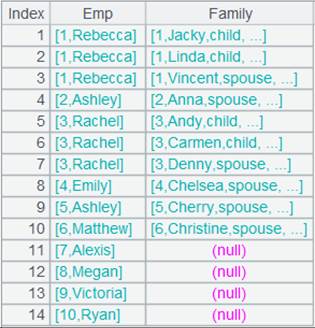 Index Emp Family
1 [1,Rebecca] [1,Jacky,child, ...]
2 [1,Rebecca] [1,Linda,child, ...]
3 [1,Rebecca] [1,Vincent,spouse, ...]
4 [2,Ashley] [2,Anna,spouse, ...]
5 [3,Rachel] [3,Andy,child, ...]
6 [3,Rachel] [3,Carmen,child, ...]
7 [3,Rachel] [3,Denny,spouse, ...]
8 [4,Emily] [4,Chelsea,spouse, ...]
9 [5,Ashley] [5,Cherry,spouse, ...]
10 [6,Matthew] [6,Christine,spouse, ...]
11 [7,Alexis] (null)
12 [8,Megan] (null)
13 [9,Victoria] (null)
14 [10,Ryan] (null)